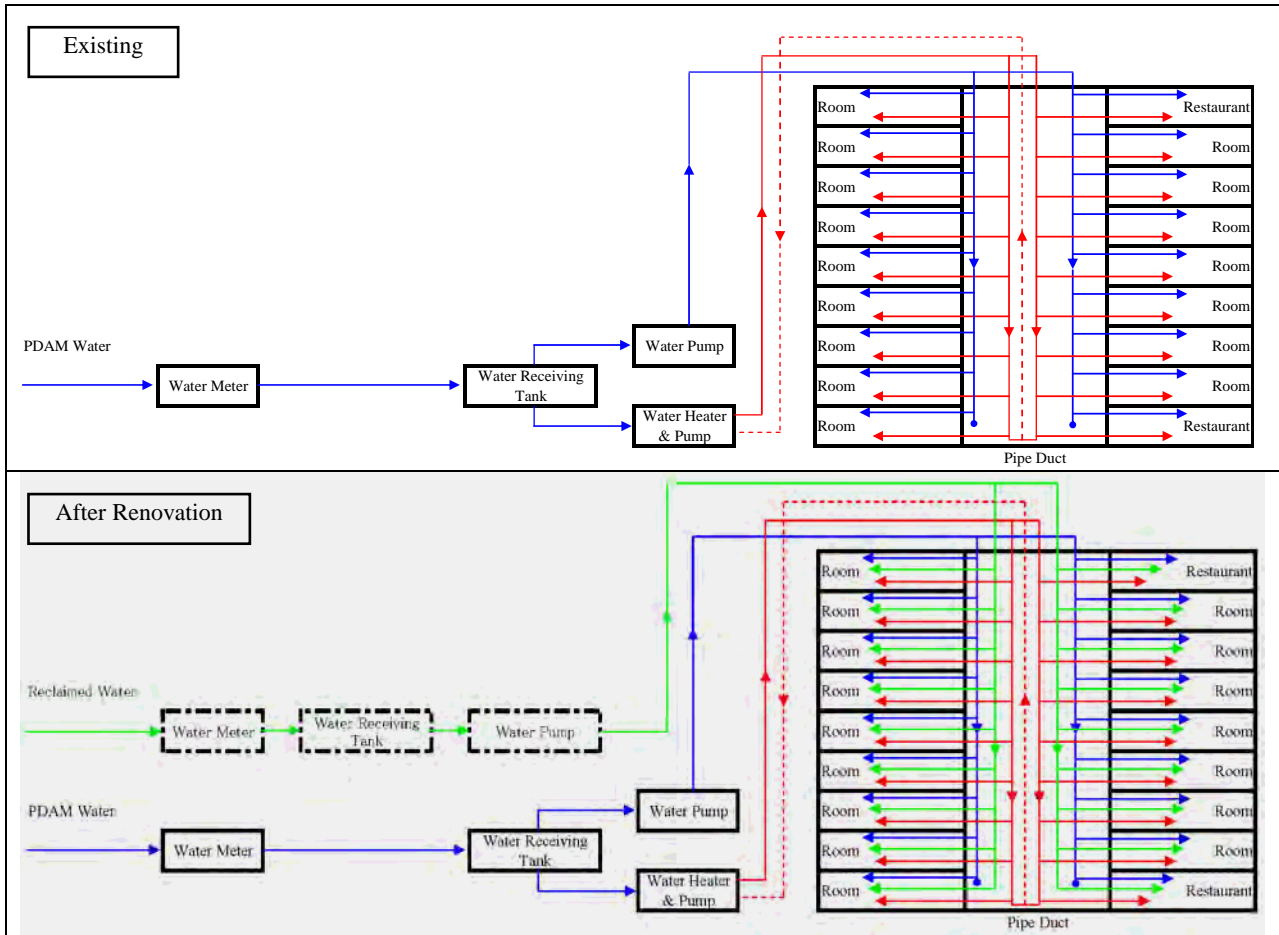 Existing
Room
Restaurant
Room
Room
Room
Room
Room
Room
Room
Room
Room
Room
PDAM Water
Water Pump
Room
Room
Water Meter
Water Receiving
Tank
Room
Room
Water Heater
& Pump
Room
Restaurant
Pipe Duct
After Renovation
Room
Restaurant
Room
Room
Room
Room
Reclaimed Water
Room
Room
Water Meter
Water Receiving
Tank
Water Pump
Room
Room
Room
Room
PDAM Water
Water Pump
Room
Room
Water Meter
Water Receiving
Tank
Room
Room
Water Heater
& Pump
Room
Restaurant
Pipe Duct